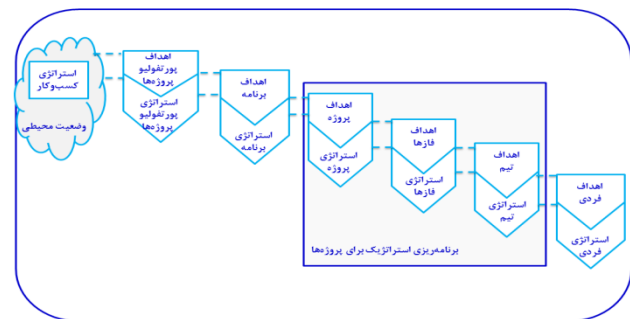 استراتژی
کسب‌وکار
وضعیت محیطی
اهداف
پورتفولیو
پروژه‌ها
استراتژی
پورتفولیو
پروژه‌ها
اهداف
برنامه
استراتژی
برنامه
اهداف
پروژه
استراتژی
پروژه
اهداف
فازها
استراتژی
فازها
اهداف
تیم
استراتژی
تیم
اهداف
فردی
استراتژی
فردی
برنامه‌ریزی استراتژیک برای پروژه‌ها